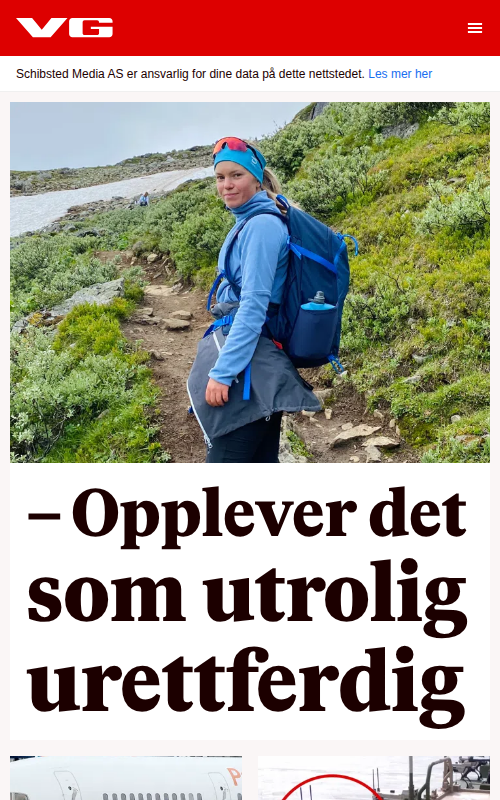 VG
Schibsted Media AS er ansvarlig for dine data på dette nettstedet. Les mer her
– Opplever det
som utrolig
urettferdig